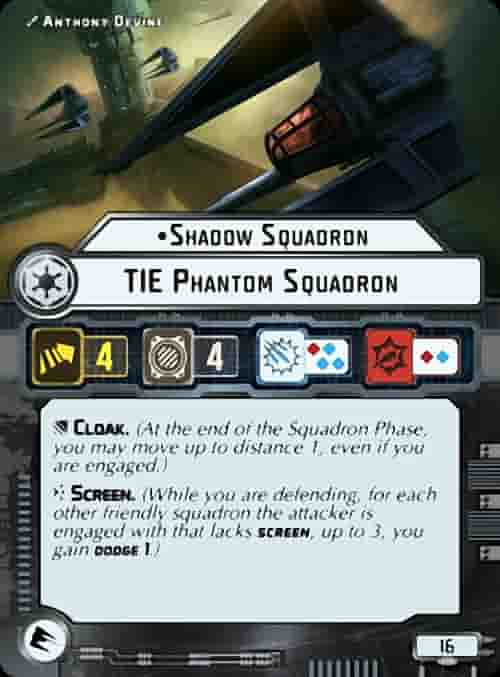 Anthony Devine
•Shadow Squadron
TIE Phantom Squadron
4 4
Cloak. (At the end of the Squadron Phase,
you may move up to distance 1, even if you
are engaged.)
Screen. (While you are defending, for each
other friendly squadron the attacker is
engaged with that lacks SCREEN, up to 3, you
gain DODGE 1.)
16